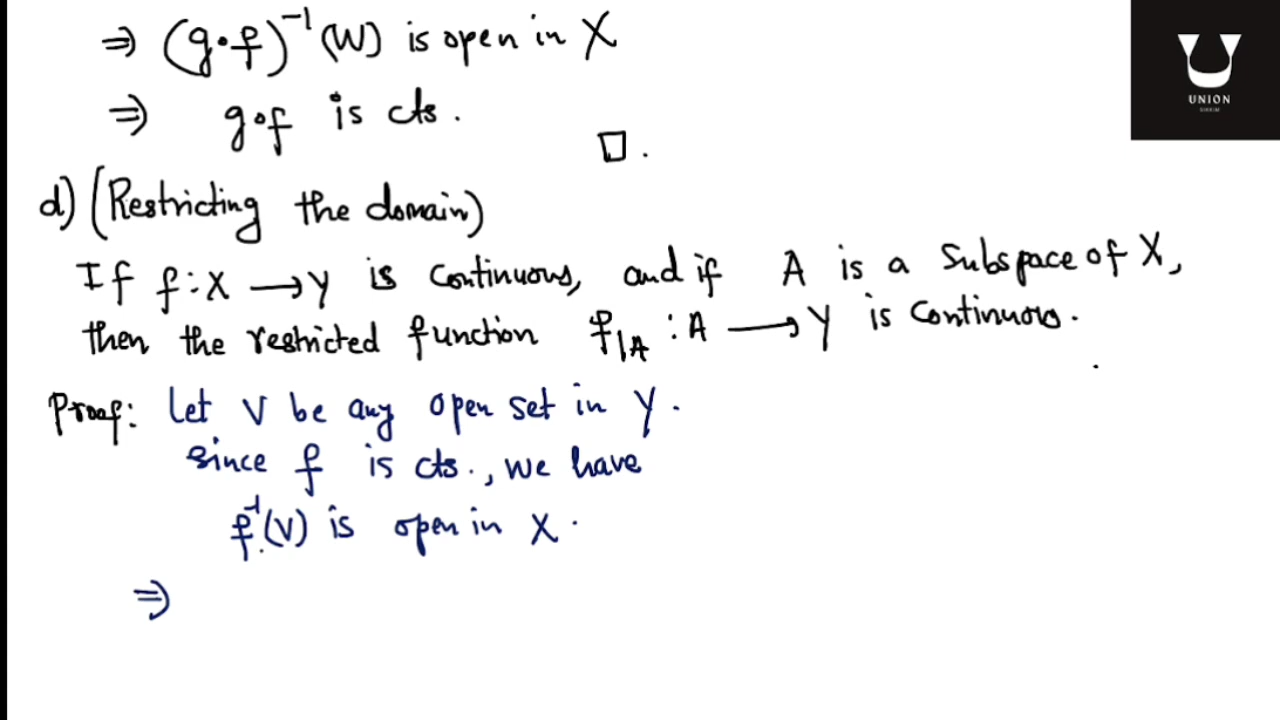 ⇒ (g∘f)⁻¹(W) is open in X
UNION
⇒ g∘f is cts.
□.
d) (Restricting the domain)
If f: X → Y is continuous, and if A is a subspace of X,
then the restricted function f|A : A → Y is continuous.
Proof: Let V be any open set in Y.
since f is cts., we have
f⁻¹(V) is open in X.
⇒